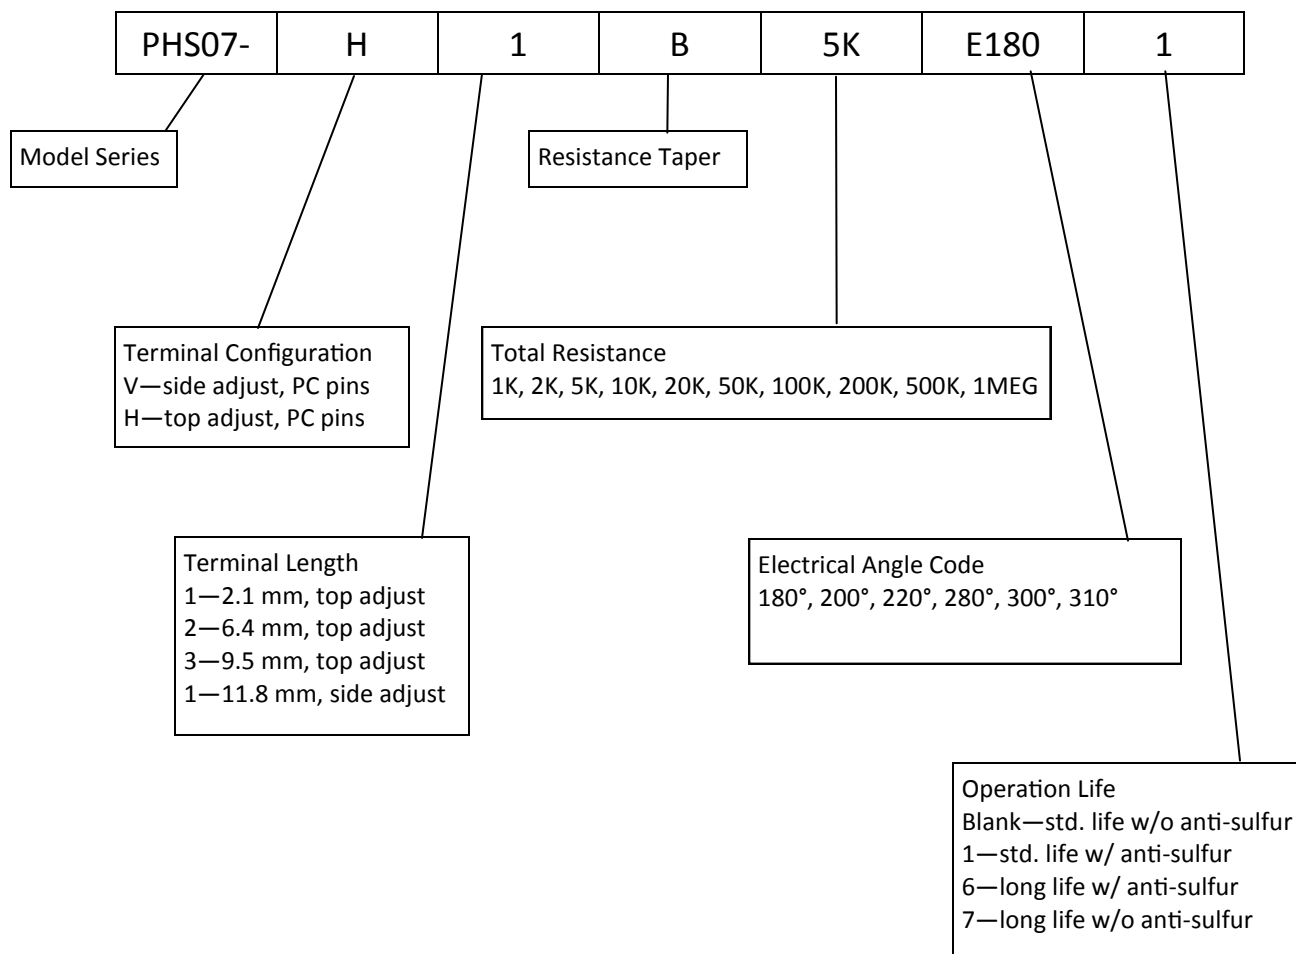 PHS07- H 1 B 5K E180 1
Model Series
Resistance Taper
Terminal Configuration
V—side adjust, PC pins
H—top adjust, PC pins
Total Resistance
1K, 2K, 5K, 10K, 20K, 50K, 100K, 200K, 500K, 1MEG
Terminal Length
1—2.1 mm, top adjust
2—6.4 mm, top adjust
3—9.5 mm, top adjust
1—11.8 mm, side adjust
Electrical Angle Code
180°, 200°, 220°, 280°, 300°, 310°
Operation Life
Blank—std. life w/o anti-sulfur
1—std. life w/ anti-sulfur
6—long life w/ anti-sulfur
7—long life w/o anti-sulfur